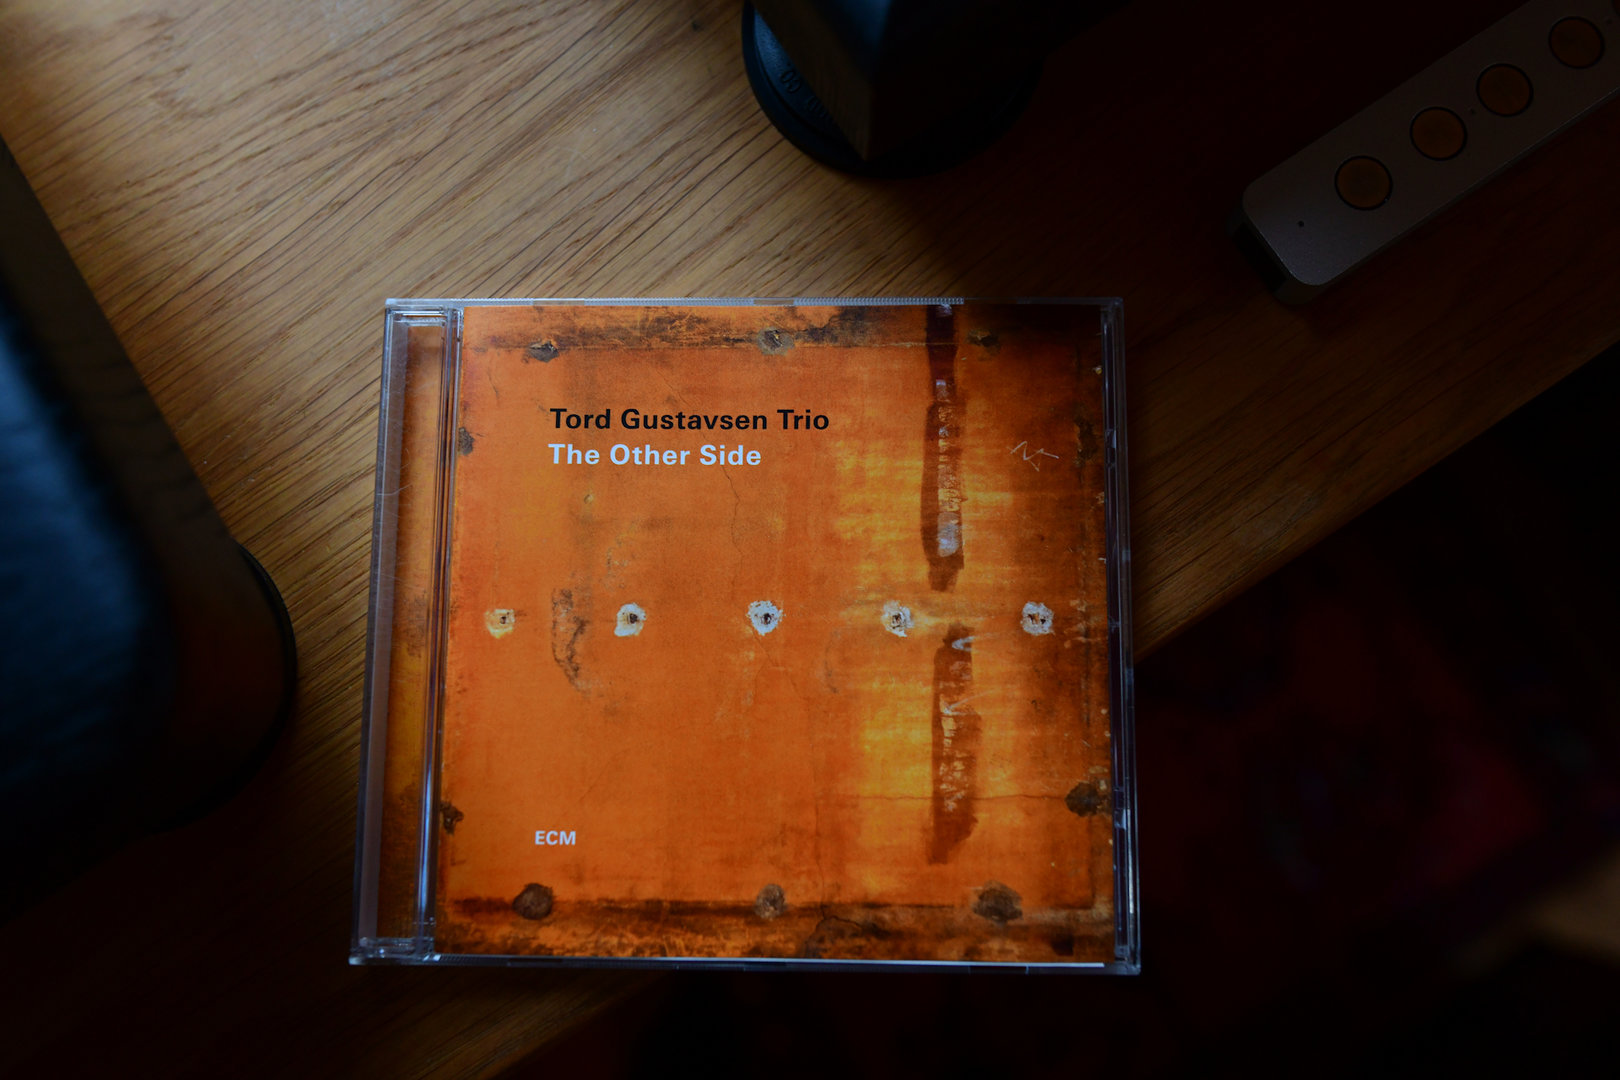 Tord Gustavsen Trio
The Other Side
ECM